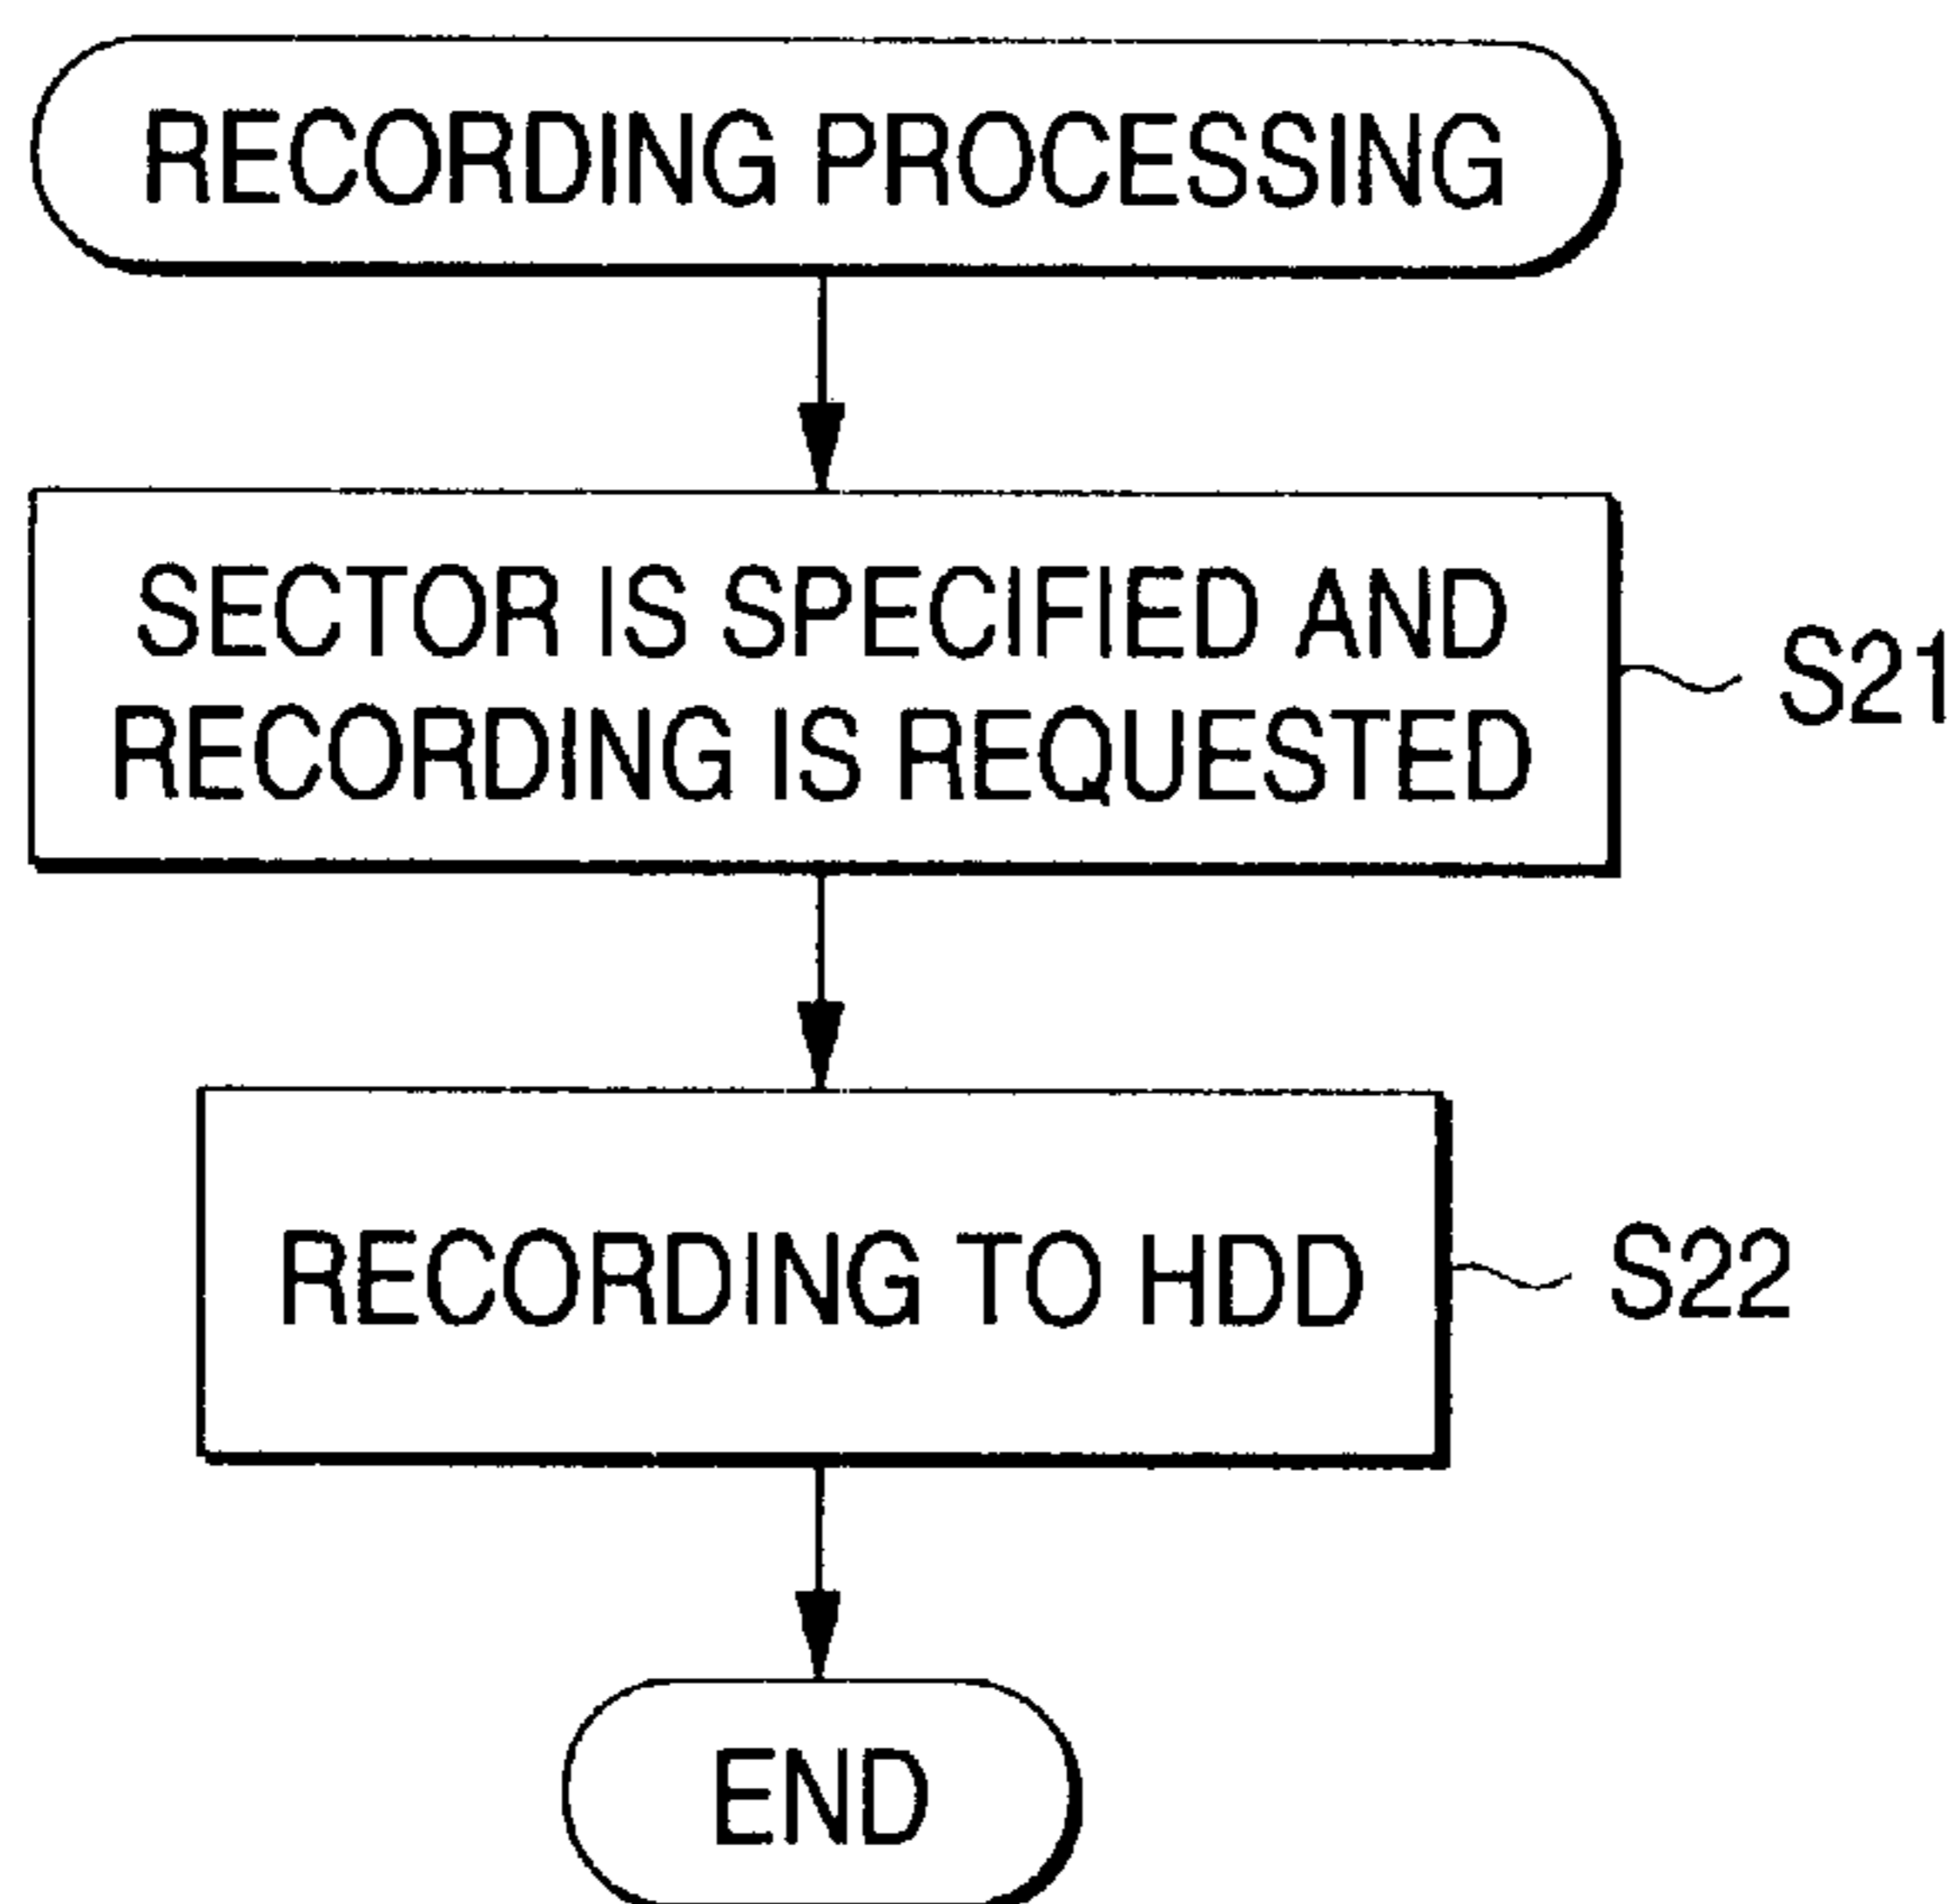 RECORDING PROCESSING
SECTOR IS SPECIFIED AND
RECORDING IS REQUESTED
S21
RECORDING TO HDD
S22
END